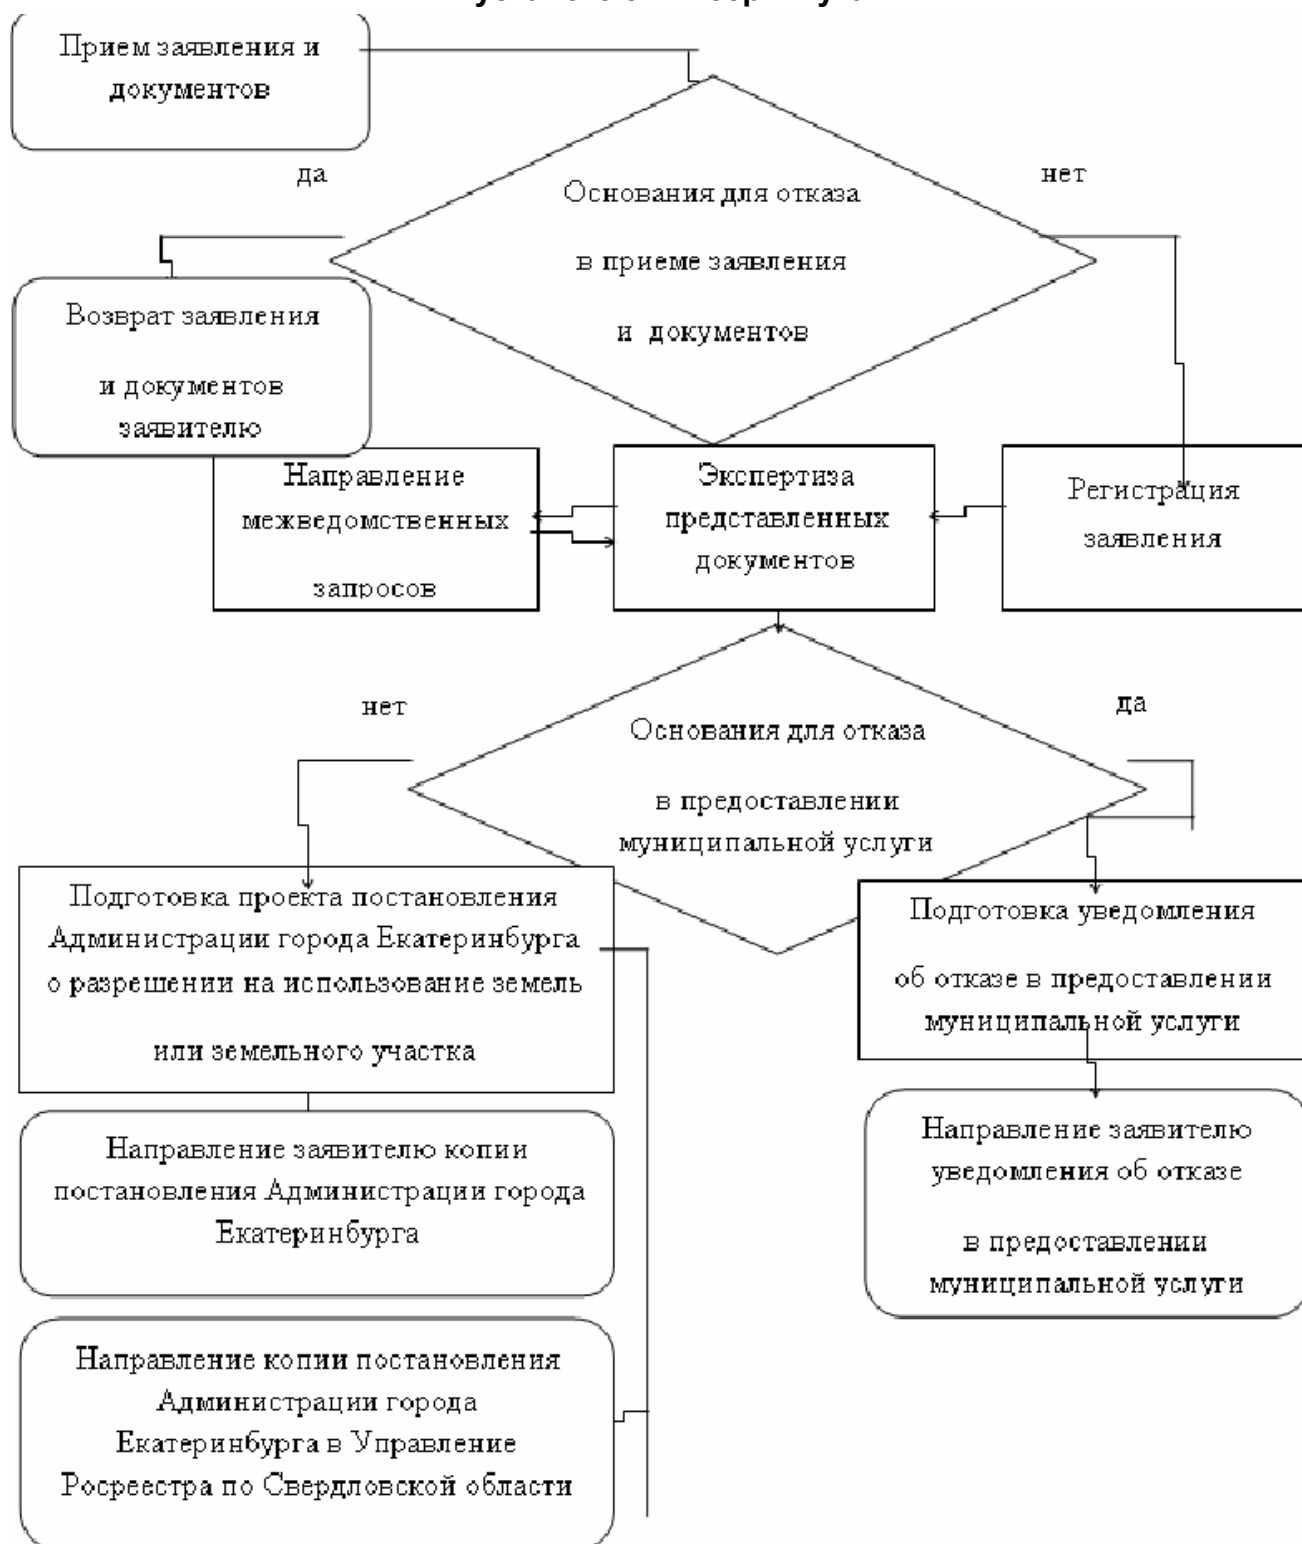 Прием заявления и
документов
да
нет
Основания для отказа
в приеме заявления
и документов
Возврат заявления
и документов
заявителю
Направление
межведомственных
запросов
Экспертиза
представленных
документов
Регистрация
заявления
нет
да
Основания для отказа
в предоставлении
муниципальной услуги
Подготовка проекта постановления
Администрации города Екатеринбурга
о разрешении на использование земель
или земельного участка
Подготовка уведомления
об отказе в предоставлении
муниципальной услуги
Направление заявителю копии
постановления Администрации города
Екатеринбурга
Направление заявителю
уведомления об отказе
в предоставлении
муниципальной услуги
Направление копии постановления
Администрации города
Екатеринбурга в Управление
Росреестра по Свердловской области